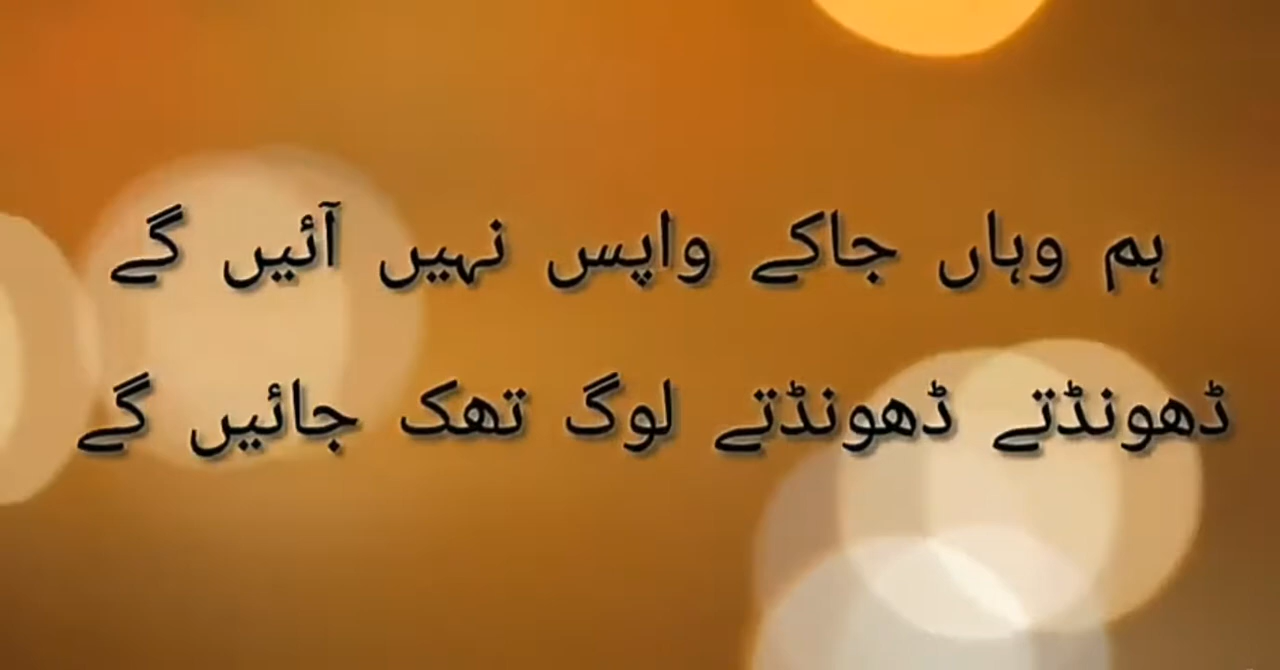 ہم وہاں جاکے واپس نہیں آئیں گے
ڈھونڈتے ڈھونڈتے لوگ تھک جائیں گے